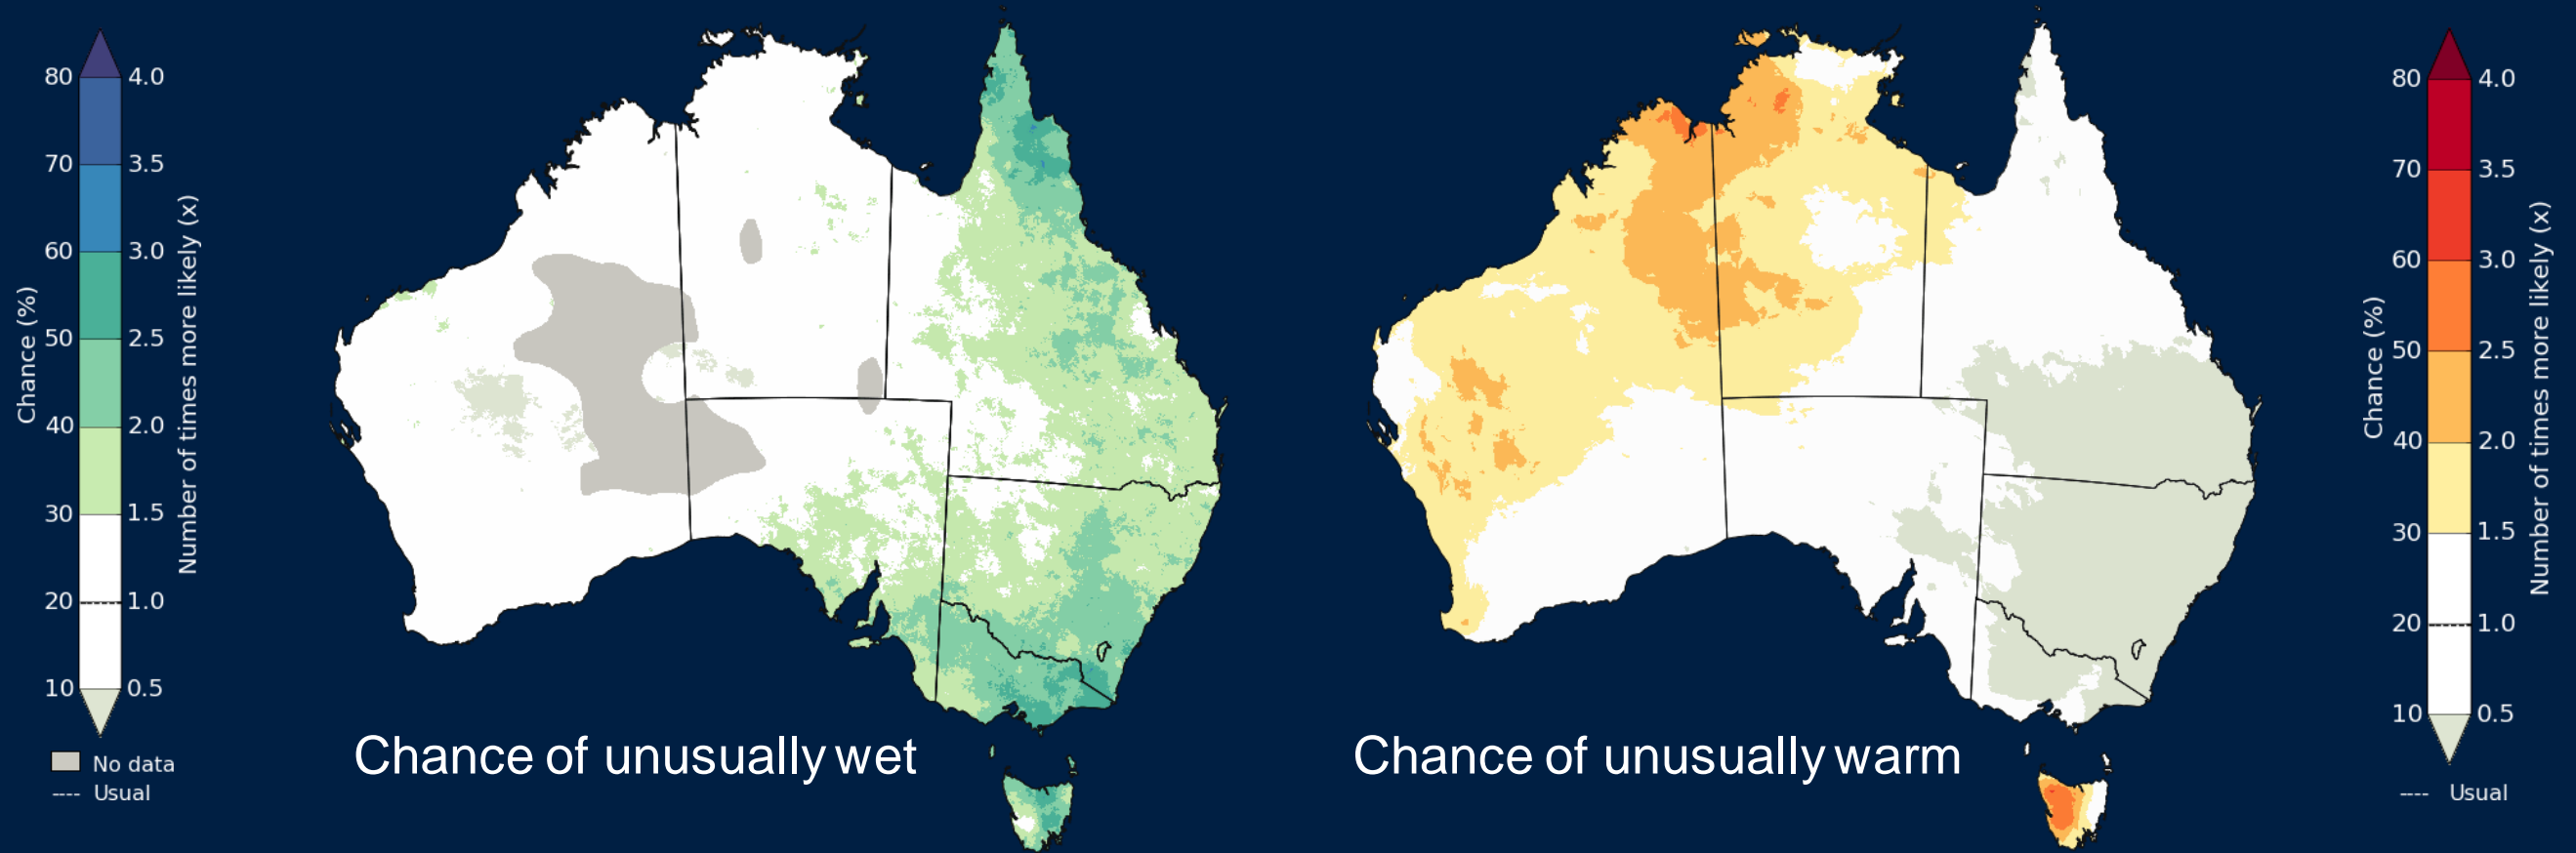 Chance (%)
80 4.0
70 3.5
60 3.0
50 2.5
40 2.0
30 1.5
20 1.0
10 0.5
Number of times more likely (x)
No data
---- Usual
Chance of unusually wet
Chance of unusually warm
Chance (%)
80 4.0
70 3.5
60 3.0
50 2.5
40 2.0
30 1.5
20 1.0
10 0.5
Number of times more likely (x)
---- Usual